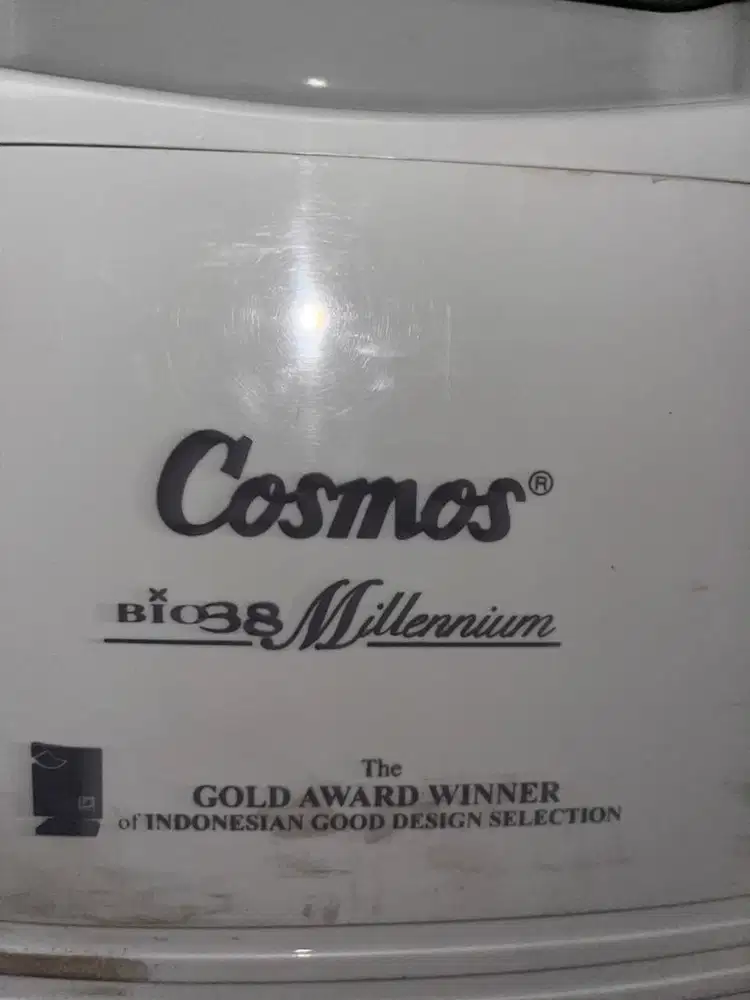 Cosmos®
BIO38 Millennium
The
GOLD AWARD WINNER
of INDONESIAN GOOD DESIGN SELECTION